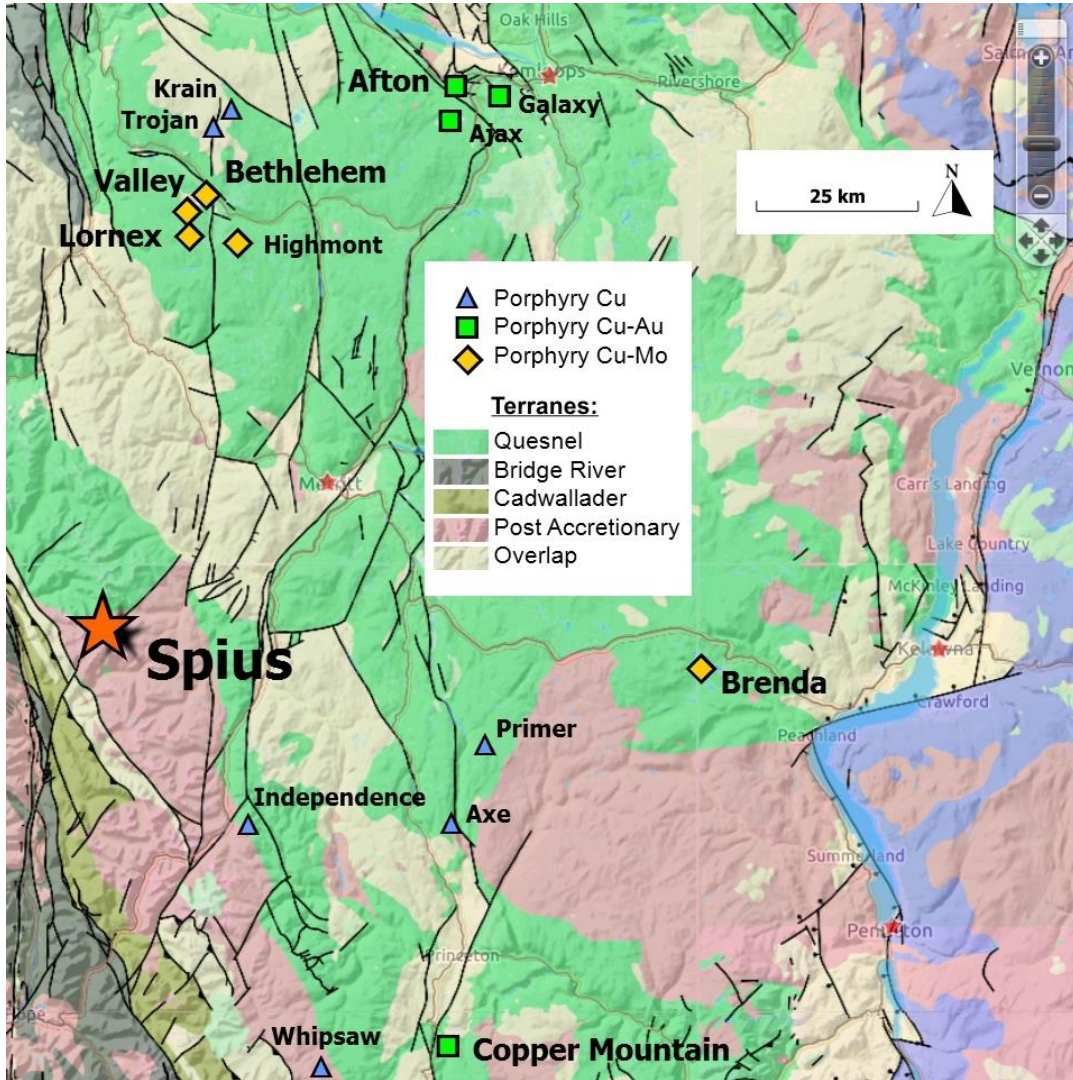 Oak Hills
Kamloops
Rivershore
Afton
Galaxy
Ajax
Krain
Trojan
Bethlehem
Valley
Lornex
Highmont
N
25 km
Porphyry Cu
Porphyry Cu-Au
Porphyry Cu-Mo
Terranes:
Quesnel
Bridge River
Cadwallader
Post Accretionary
Overlap
Merritt
Vernon
Carr's Landing
Lake Country
McKinley Landing
Kelowna
Crawford
Peachland
Spius
Brenda
Primer
Independence
Axe
Summerland
Penticton
Princeton
Whipsaw
Copper Mountain